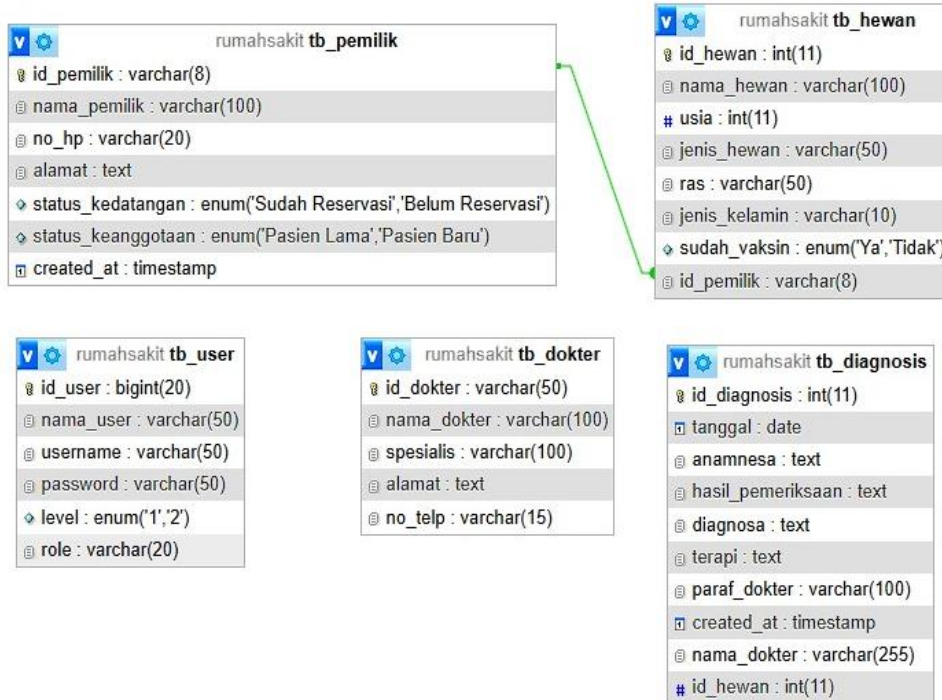 rumahsakit tb_pemilik
id_pemilik : varchar(8)
nama_pemilik : varchar(100)
no_hp : varchar(20)
alamat : text
status_kedatangan : enum('Sudah Reservasi','Belum Reservasi')
status_keanggotaan : enum('Pasien Lama','Pasien Baru')
created_at : timestamp
rumahsakit tb_hewan
id_hewan : int(11)
nama_hewan : varchar(100)
# usia : int(11)
jenis_hewan : varchar(50)
ras : varchar(50)
jenis_kelamin : varchar(10)
sudah_vaksin : enum('Ya','Tidak')
id_pemilik : varchar(8)
rumahsakit tb_user
id_user : bigint(20)
nama_user : varchar(50)
username : varchar(50)
password : varchar(50)
level : enum('1','2')
role : varchar(20)
rumahsakit tb_dokter
id_dokter : varchar(50)
nama_dokter : varchar(100)
spesialis : varchar(100)
alamat : text
no_telp : varchar(15)
rumahsakit tb_diagnosis
id_diagnosis : int(11)
tanggal : date
anamnesa : text
hasil_pemeriksaan : text
diagnosa : text
terapi : text
paraf_dokter : varchar(100)
created_at : timestamp
nama_dokter : varchar(255)
# id_hewan : int(11)